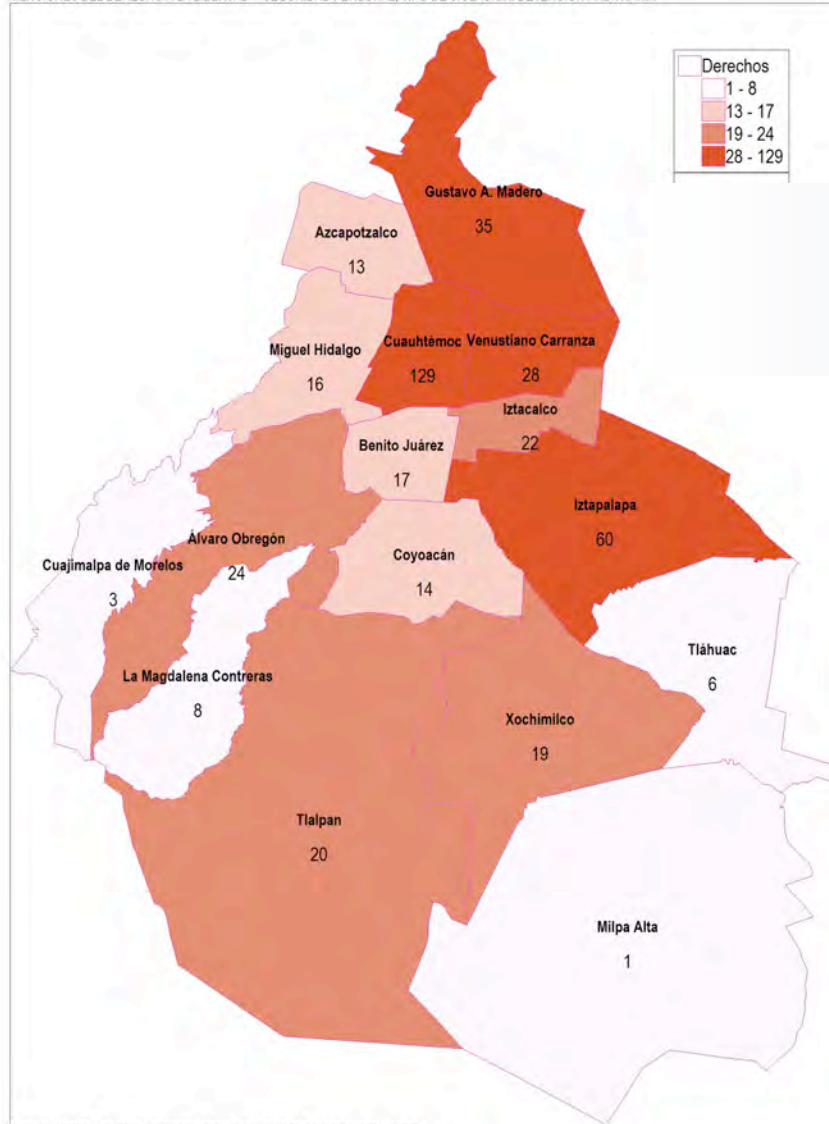 Derechos
1 - 8
13 - 17
19 - 24
28 - 129
Gustavo A. Madero
35
Azcapotzalco
13
Miguel Hidalgo
16
Cuauhtémoc
129
Venustiano Carranza
28
Iztacalco
22
Benito Juárez
17
Iztapalapa
60
Álvaro Obregón
24
Coyoacán
14
Cuajimalpa de Morelos
3
La Magdalena Contreras
8
Tláhuac
6
Xochimilco
19
Tlalpan
20
Milpa Alta
1